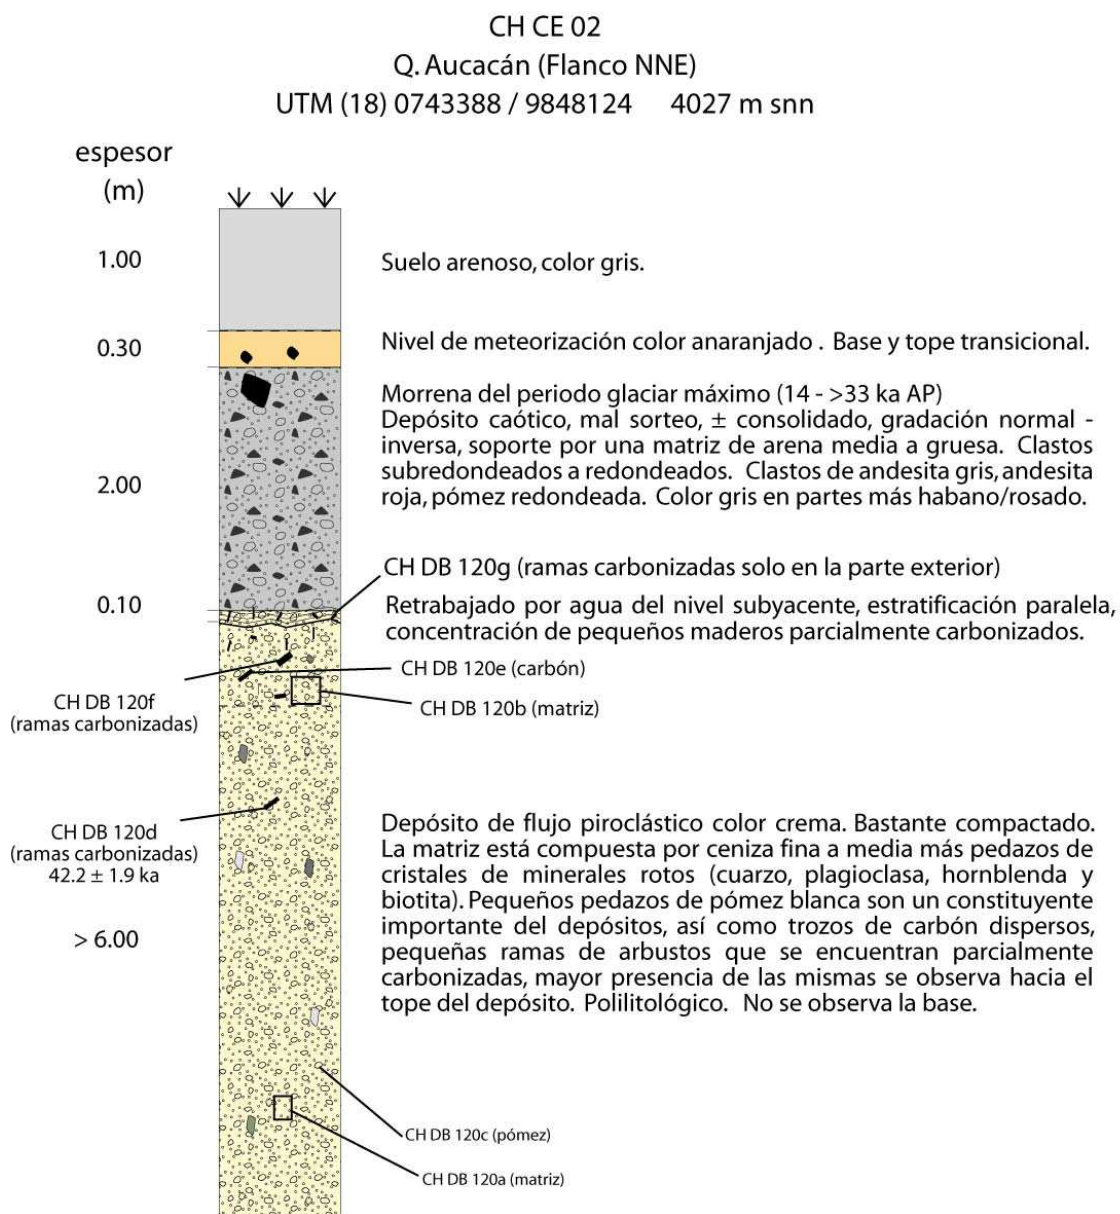 CH CE 02
Q. Aucacán (Flanco NNE)
UTM (18) 0743388 / 9848124 4027 m snn
espesor
(m)
1.00
Suelo arenoso, color gris.
0.30
Nivel de meteorización color anaranjado . Base y tope transicional.
Morrena del periodo glaciar máximo (14 - >33 ka AP)
Depósito caótico, mal sorteo, ± consolidado, gradación normal -
inversa, soporte por una matriz de arena media a gruesa. Clastos
subredondeados a redondeados. Clastos de andesita gris, andesita
roja, pómez redondeada. Color gris en partes más habano/rosado.
2.00
CH DB 120g (ramas carbonizadas solo en la parte exterior)
0.10
Retrabajado por agua del nivel subyacente, estratificación paralela,
concentración de pequeños maderos parcialmente carbonizados.
CH DB 120e (carbón)
CH DB 120f
(ramas carbonizadas)
CH DB 120b (matriz)
CH DB 120d
(ramas carbonizadas)
42.2 ± 1.9 ka
> 6.00
Depósito de flujo piroclástico color crema. Bastante compactado.
La matriz está compuesta por ceniza fina a media más pedazos de
cristales de minerales rotos (cuarzo, plagioclasa, hornblenda y
biotita). Pequeños pedazos de pómez blanca son un constituyente
importante del depósitos, así como trozos de carbón dispersos,
pequeñas ramas de arbustos que se encuentran parcialmente
carbonizadas, mayor presencia de las mismas se observa hacia el
tope del depósito. Polilitológico. No se observa la base.
CH DB 120c (pómez)
CH DB 120a (matriz)